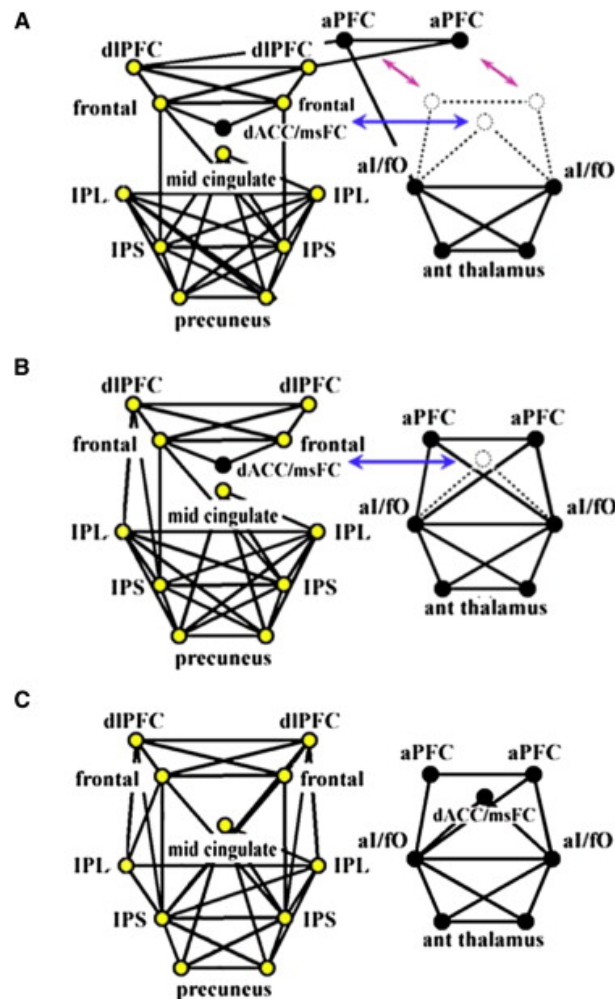 A
aPFC aPFC
dlPFC dlPFC
frontal frontal
dACC/msFC
mid cingulate
aI/fO aI/fO
IPL IPL
IPS IPS
ant thalamus
precuneus
B
dlPFC dlPFC
aPFC aPFC
frontal frontal
dACC/msFC
mid cingulate
aI/fO aI/fO
IPL IPL
IPS IPS
ant thalamus
precuneus
C
dlPFC dlPFC
aPFC aPFC
frontal frontal
dACC/msFC
mid cingulate
aI/fO aI/fO
IPL IPL
IPS IPS
ant thalamus
precuneus